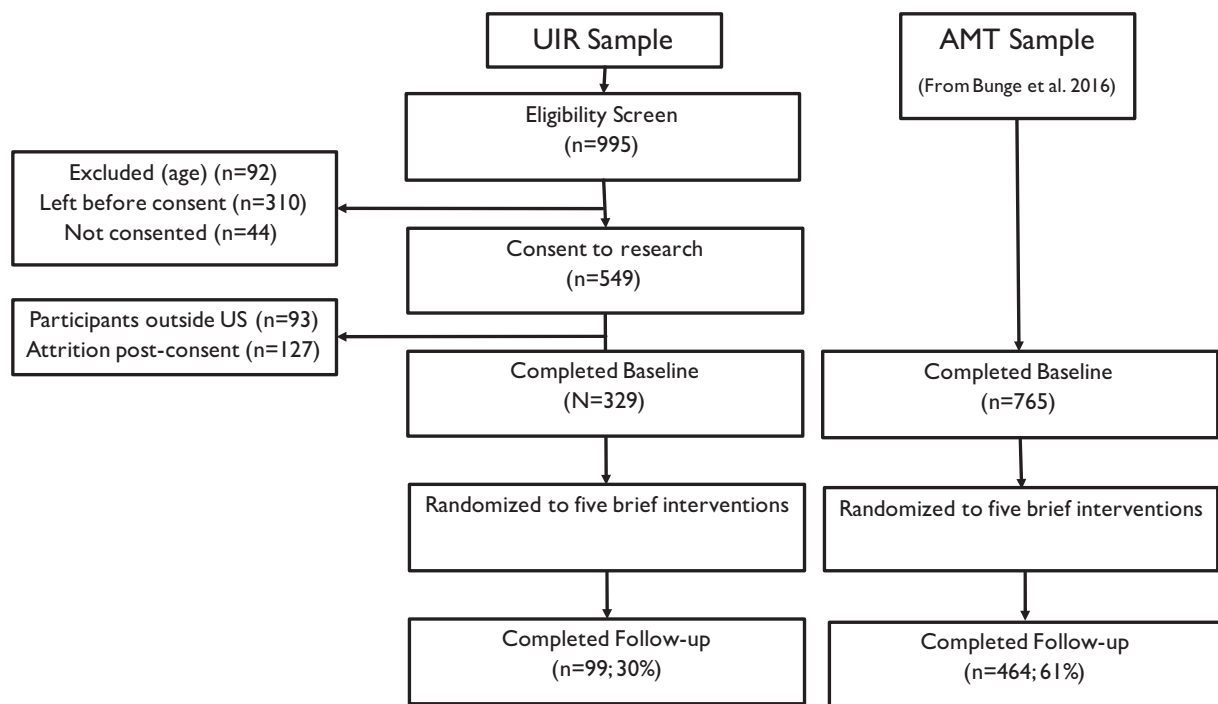 UIR Sample
AMT Sample
(From Bunge et al. 2016)
Eligibility Screen
(n=995)
Excluded (age) (n=92)
Left before consent (n=310)
Not consented (n=44)
Consent to research
(n=549)
Participants outside US (n=93)
Attrition post-consent (n=127)
Completed Baseline
(N=329)
Completed Baseline
(n=765)
Randomized to five brief interventions
Randomized to five brief interventions
Completed Follow-up
(n=99; 30%)
Completed Follow-up
(n=464; 61%)